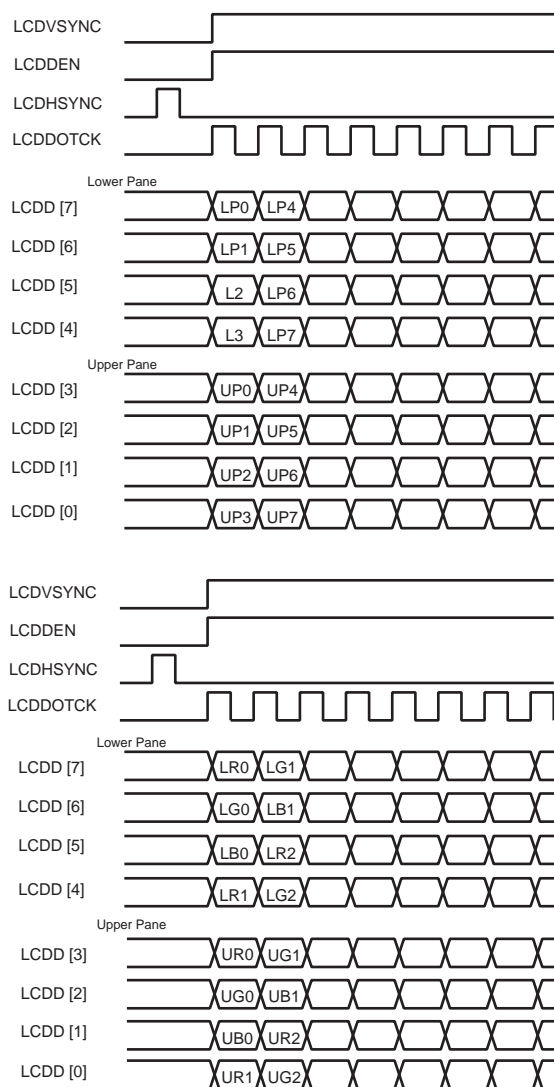 LCDVSYNC
LCDDEN
LCDHSYNC
LCDDOTCK
Lower Pane
LCDD [7] LP0 LP4
LCDD [6] LP1 LP5
LCDD [5] L2 LP6
LCDD [4] L3 LP7
Upper Pane
LCDD [3] UP0 UP4
LCDD [2] UP1 UP5
LCDD [1] UP2 UP6
LCDD [0] UP3 UP7
LCDVSYNC
LCDDEN
LCDHSYNC
LCDDOTCK
Lower Pane
LCDD [7] LR0 LG1
LCDD [6] LG0 LB1
LCDD [5] LB0 LR2
LCDD [4] LR1 LG2
Upper Pane
LCDD [3] UR0 UG1
LCDD [2] UG0 UB1
LCDD [1] UB0 UR2
LCDD [0] UR1 UG2